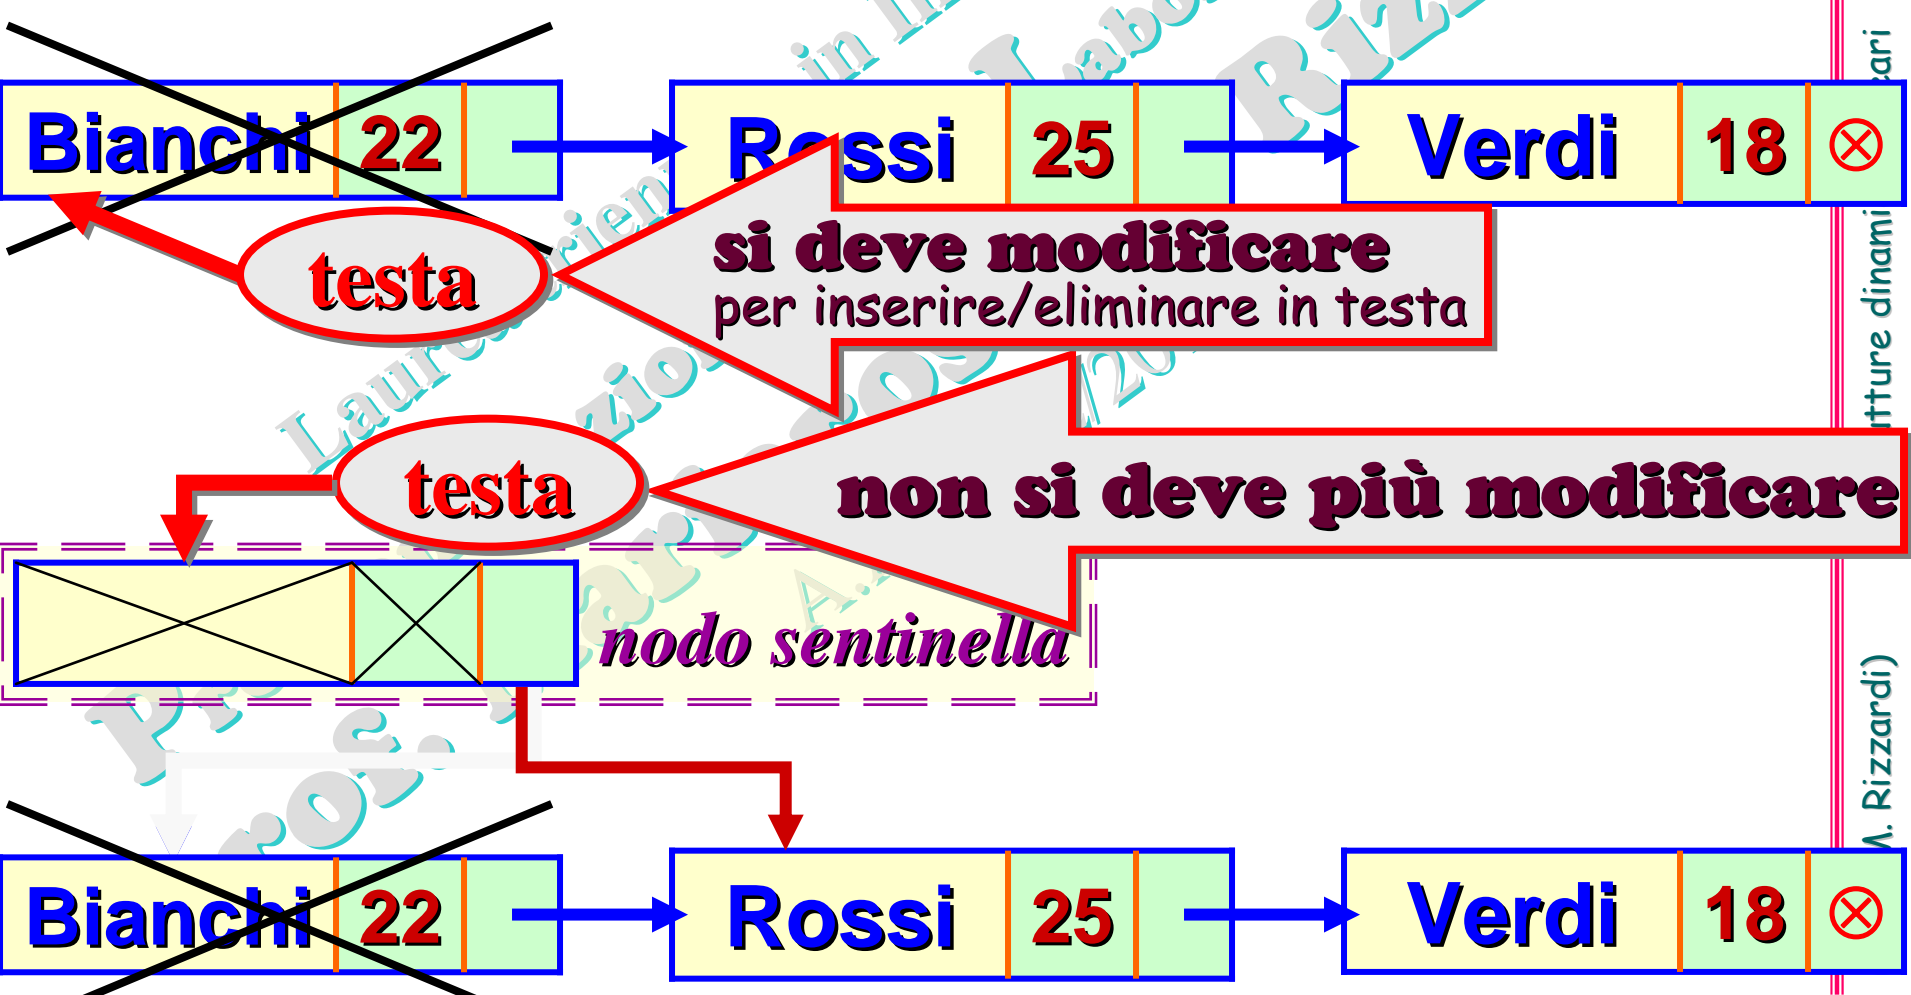 Bianchi 22 Rossi 25 Verdi 18
testa
si deve modificare
per inserire/eliminare in testa
testa
non si deve più modificare
nodo sentinella
Bianchi 22 Rossi 25 Verdi 18
M. Rizzardi)